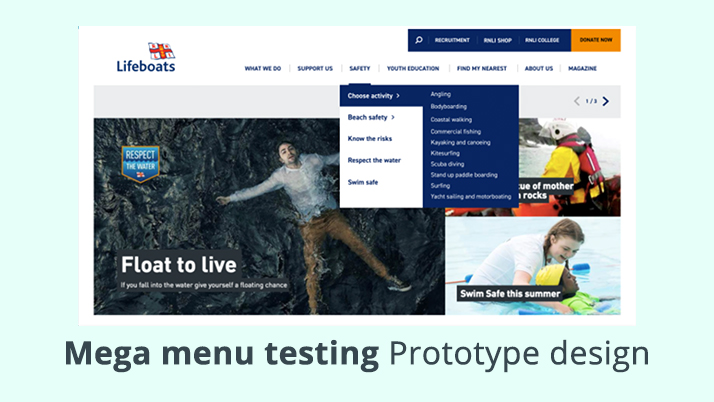 RECRUITMENT RNLI SHOP RNLI COLLEGE DONATE NOW
Lifeboats
WHAT WE DO SUPPORT US SAFETY YOUTH EDUCATION FIND MY NEAREST ABOUT US MAGAZINE
Choose activity >
Beach safety >
Know the risks
Respect the water
Swim safe
Angling
Bodyboarding
Coastal walking
Commercial fishing
Kayaking and canoeing
Kitesurfing
Scuba diving
Stand up paddle boarding
Surfing
Yacht sailing and motorboating
1 / 3
RESPECT
THE WATER
Float to live
If you fall into the water give yourself a floating chance
ue of mother
n rocks
Swim Safe this summer
Mega menu testing Prototype design